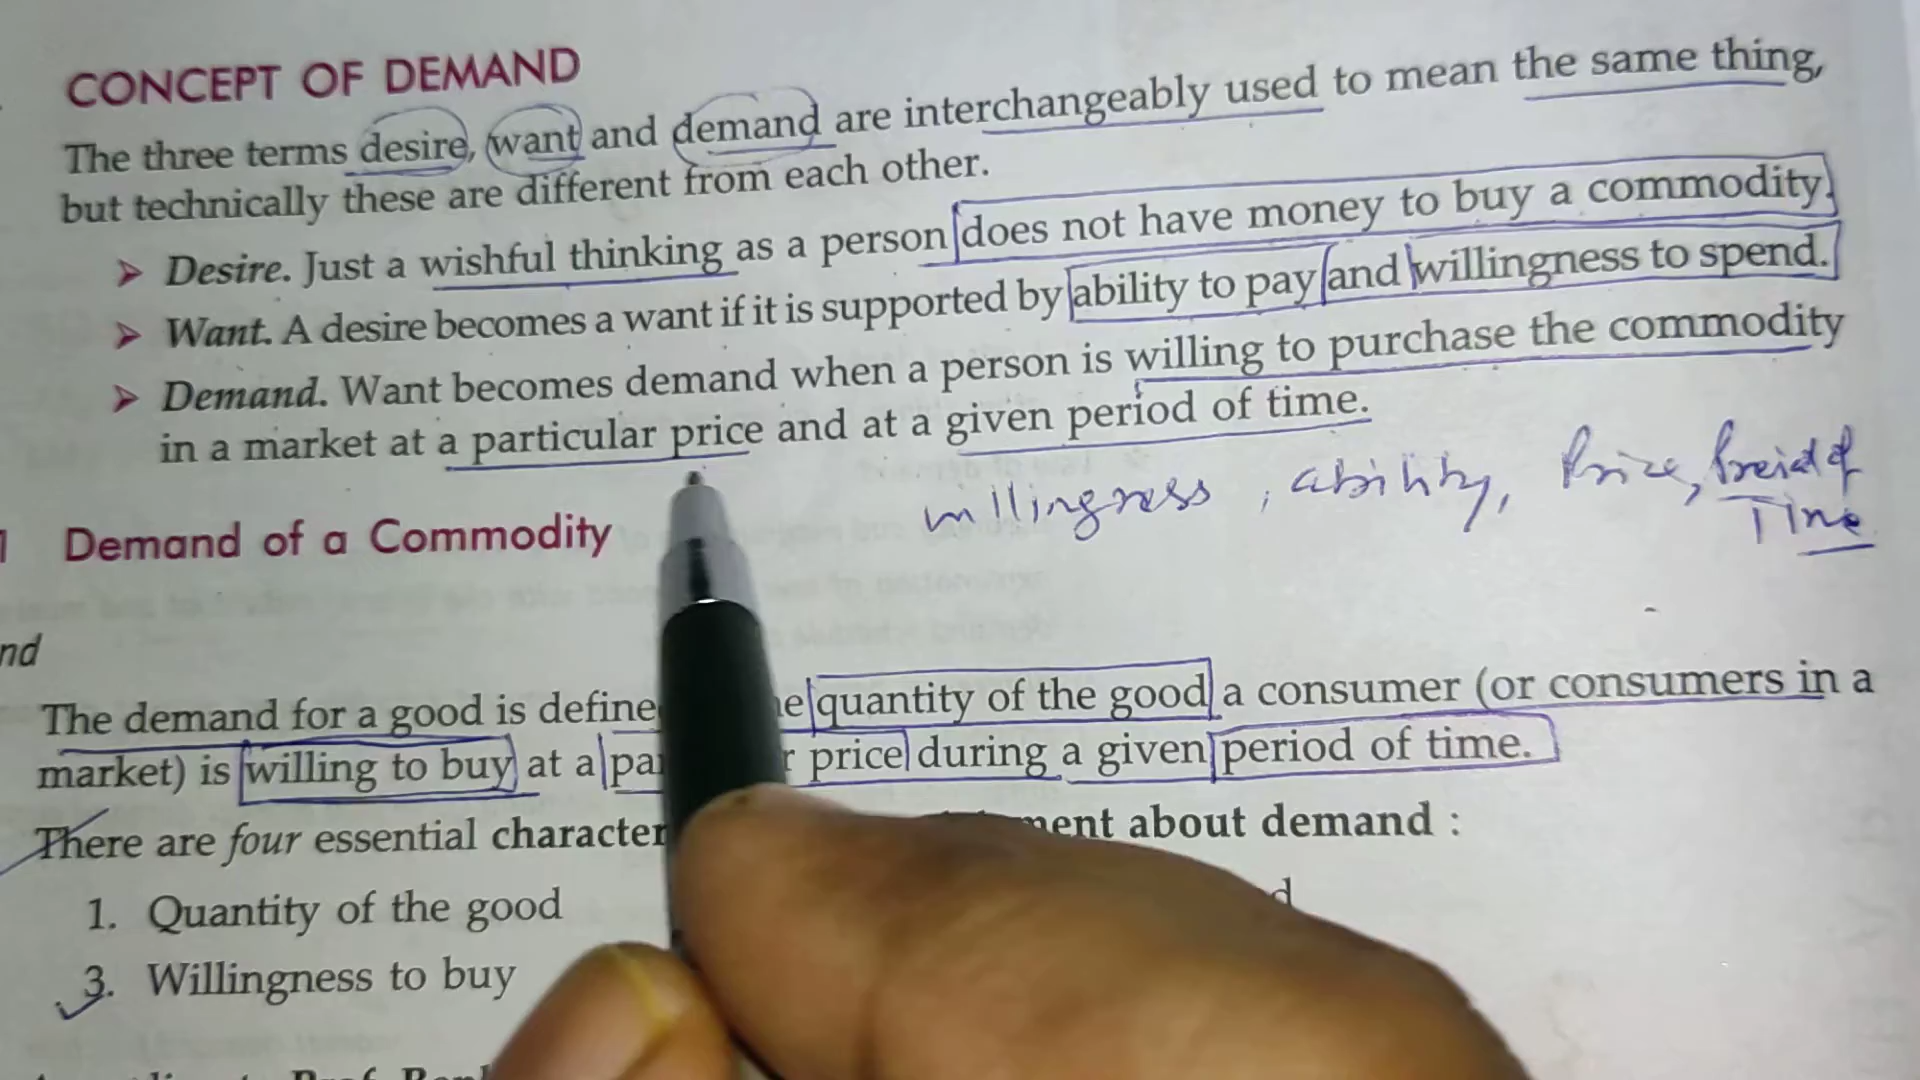 CONCEPT OF DEMAND
The three terms desire, want and demand are interchangeably used to mean the same thing,
but technically these are different from each other.
➤ Desire. Just a wishful thinking as a person does not have money to buy a commodity.
➤ Want. A desire becomes a want if it is supported by ability to pay and willingness to spend.
➤ Demand. Want becomes demand when a person is willing to purchase the commodity
in a market at a particular price and at a given period of time.
willingness, ability, Price, Preiod of
Time
Demand of a Commodity
nd
The demand for a good is define quantity of the good a consumer (or consumers in a
market) is willing to buy at a price during a given period of time.
There are four essential about demand :
1. Quantity of the good
3. Willingness to buy